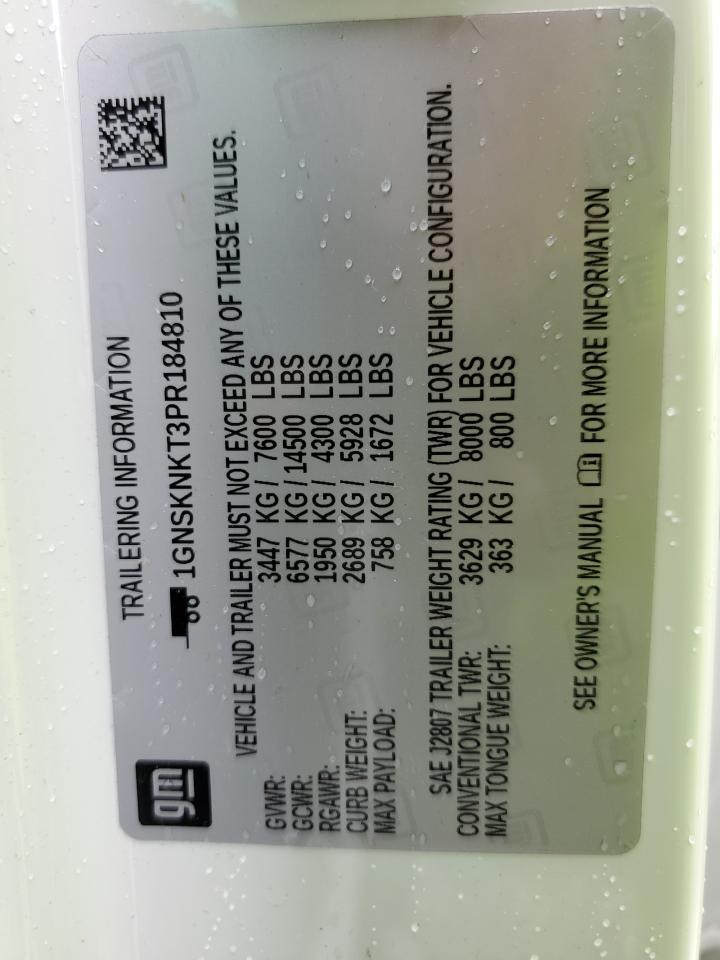 gm
TRAILERING INFORMATION
1GNSKNKT3PR184810
VEHICLE AND TRAILER MUST NOT EXCEED ANY OF THESE VALUES.
GVWR: 3447 KG / 7600 LBS
GCWR: 6577 KG / 14500 LBS
RGAWR: 1950 KG / 4300 LBS
CURB WEIGHT: 2689 KG / 5928 LBS
MAX PAYLOAD: 758 KG / 1672 LBS
SAE J2807 TRAILER WEIGHT RATING (TWR) FOR VEHICLE CONFIGURATION.
CONVENTIONAL TWR: 3629 KG / 8000 LBS
MAX TONGUE WEIGHT: 363 KG / 800 LBS
SEE OWNER'S MANUAL FOR MORE INFORMATION